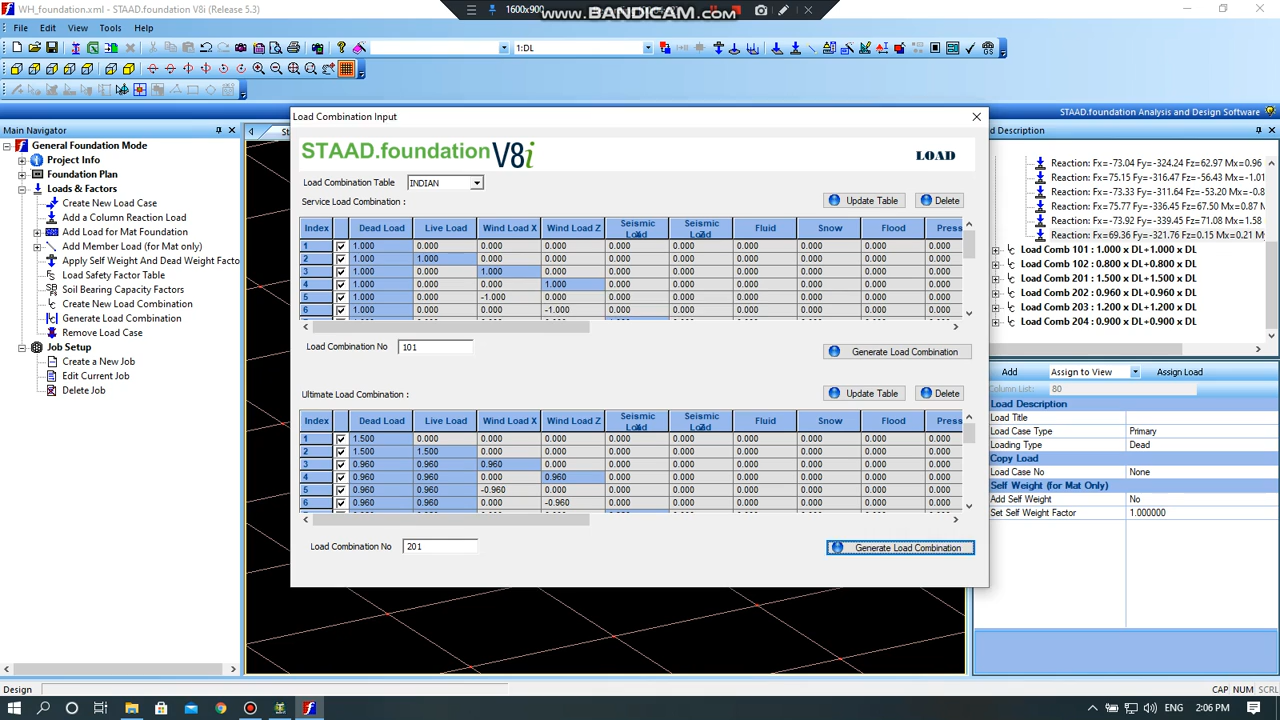 WH_foundation.xml - STAAD.foundation V8i (Release 5.3)
1600x900
www.BANDICAM.com
File Edit View Tools Help
1:DL
STAAD.foundation Analysis and Design Software
Main Navigator
General Foundation Mode
Project Info
Foundation Plan
Loads & Factors
Create New Load Case
Add a Column Reaction Load
Add Load for Mat Foundation
Add Member Load (for Mat only)
Apply Self Weight And Dead Weight Facto
Load Safety Factor Table
Soil Bearing Capacity Factors
Create New Load Combination
Generate Load Combination
Remove Load Case
Job Setup
Create a New Job
Edit Current Job
Delete Job
St
Load Combination Input
STAAD.foundation V8i
LOAD
Load Combination Table INDIAN
Service Load Combination :
Update Table Delete
Index Dead Load Live Load Wind Load X Wind Load Z Seismic Load X Seismic Load Z Fluid Snow Flood Press
1 1.000 0.000 0.000 0.000 0.000 0.000 0.000 0.000 0.000 0.000
2 1.000 1.000 0.000 0.000 0.000 0.000 0.000 0.000 0.000 0.000
3 1.000 0.000 1.000 0.000 0.000 0.000 0.000 0.000 0.000 0.000
4 1.000 0.000 0.000 1.000 0.000 0.000 0.000 0.000 0.000 0.000
5 1.000 0.000 -1.000 0.000 0.000 0.000 0.000 0.000 0.000 0.000
6 1.000 0.000 0.000 -1.000 0.000 0.000 0.000 0.000 0.000 0.000
Load Combination No 101
Generate Load Combination
Ultimate Load Combination :
Update Table Delete
Index Dead Load Live Load Wind Load X Wind Load Z Seismic Load X Seismic Load Z Fluid Snow Flood Press
1 1.500 0.000 0.000 0.000 0.000 0.000 0.000 0.000 0.000 0.000
2 1.500 1.500 0.000 0.000 0.000 0.000 0.000 0.000 0.000 0.000
3 0.960 0.960 0.960 0.000 0.000 0.000 0.000 0.000 0.000 0.000
4 0.960 0.960 0.000 0.960 0.000 0.000 0.000 0.000 0.000 0.000
5 0.960 0.960 -0.960 0.000 0.000 0.000 0.000 0.000 0.000 0.000
6 0.960 0.960 0.000 -0.960 0.000 0.000 0.000 0.000 0.000 0.000
Load Combination No 201
Generate Load Combination
d Description
Reaction: Fx=-73.04 Fy=-324.24 Fz=62.97 Mx=0.96
Reaction: Fx=75.15 Fy=-316.47 Fz=-56.43 Mx=-1.01
Reaction: Fx=-73.33 Fy=-311.64 Fz=-53.20 Mx=-0.8
Reaction: Fx=75.77 Fy=-336.45 Fz=67.50 Mx=0.87 M
Reaction: Fx=-73.92 Fy=-339.45 Fz=71.08 Mx=1.58
Reaction: Fx=69.36 Fy=-321.76 Fz=0.15 Mx=0.21 M
Load Comb 101 : 1.000 x DL+1.000 x DL
Load Comb 102 : 0.800 x DL+0.800 x DL
Load Comb 201 : 1.500 x DL+1.500 x DL
Load Comb 202 : 0.960 x DL+0.960 x DL
Load Comb 203 : 1.200 x DL+1.200 x DL
Load Comb 204 : 0.900 x DL+0.900 x DL
Add Assign to View Assign Load
Column List: 80
Load Description
Load Title
Load Case Type Primary
Loading Type Dead
Copy Load
Load Case No None
Self Weight (for Mat Only)
Add Self Weight No
Set Self Weight Factor 1.000000
Design
CAP NUM SCRL
ENG 2:06 PM